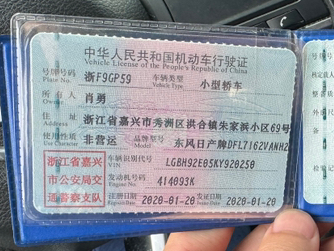 中华人民共和国机动车行驶证
Vehicle License of the People's Republic of China
号牌号码 浙F9GP59 车辆类型 小型轿车
Plate No. Vehicle Type
所有人 肖勇
Owner
住址 浙江省嘉兴市秀洲区洪合镇朱家浜小区69号
Address
使用性质 非营运 品牌型号 东风日产牌DFL7162VANH2
Use Character Model
浙江省嘉兴 车辆识别代号 LGBH92E05KY920250
VIN
市公安局交 发动机号码 414093K
Engine No.
通警察支队 注册日期 2020-01-20 发证日期 2020-01-20
Register Date Issue Date